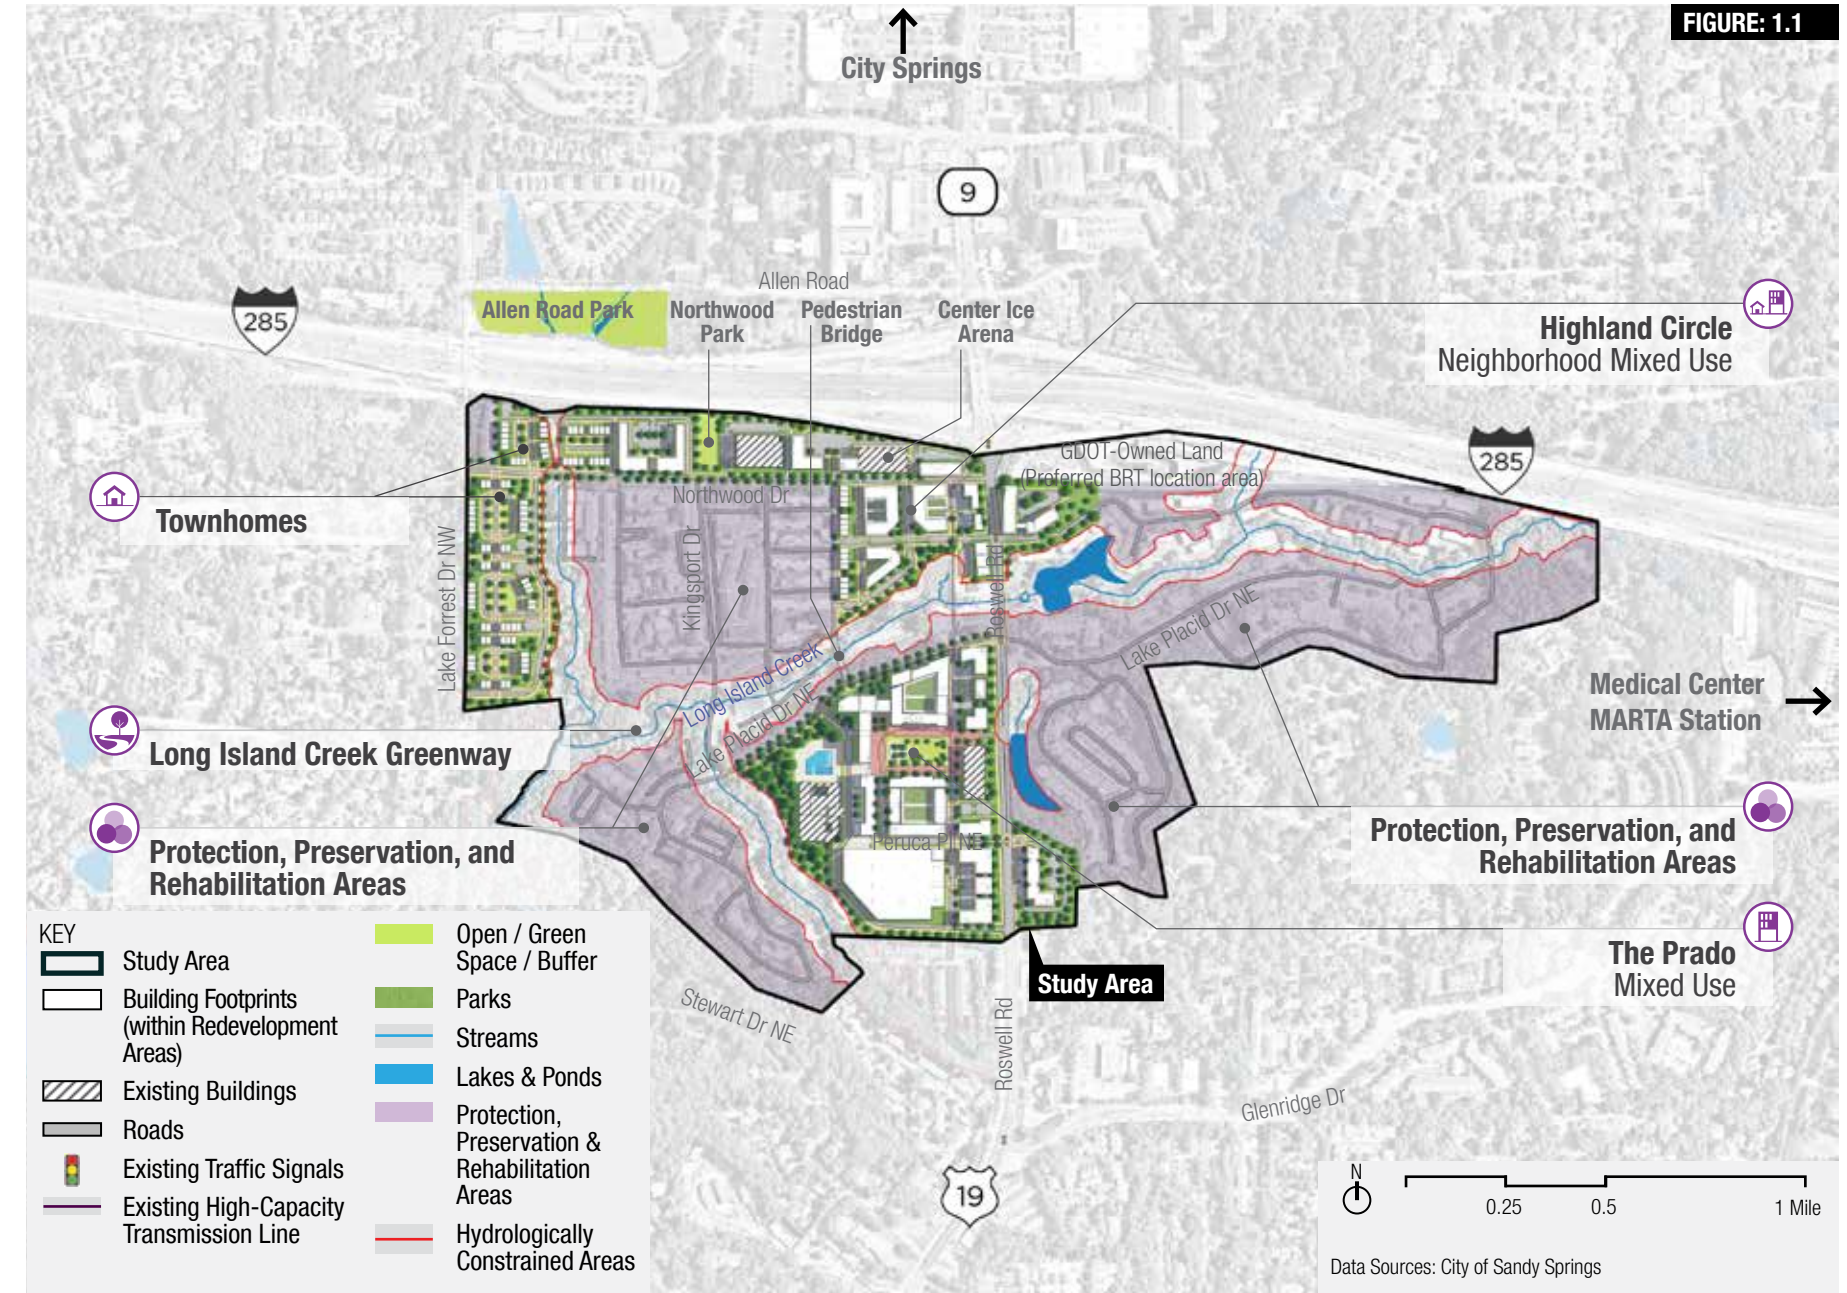 FIGURE: 1.1
City Springs
9
Allen Road
285
Allen Road Park
Northwood
Park
Pedestrian
Bridge
Center Ice
Arena
Highland Circle
Neighborhood Mixed Use
GDOT-Owned Land
(Preferred BRT location area)
285
Northwood Dr
Townhomes
Lake Forrest Dr NW
Kingsport Dr
Roswell Rd
Lake Placid Dr NE
Long Island Creek
Lake Placid Dr NE
Medical Center
MARTA Station
Long Island Creek Greenway
Protection, Preservation, and
Rehabilitation Areas
Peruca Pl NE
Protection, Preservation, and
Rehabilitation Areas
The Prado
Mixed Use
Study Area
Stewart Dr NE
Roswell Rd
Glenridge Dr
19
KEY
Study Area
Building Footprints
(within Redevelopment
Areas)
Existing Buildings
Roads
Existing Traffic Signals
Existing High-Capacity
Transmission Line
Open / Green
Space / Buffer
Parks
Streams
Lakes & Ponds
Protection,
Preservation &
Rehabilitation
Areas
Hydrologically
Constrained Areas
N
0.25
0.5
1 Mile
Data Sources: City of Sandy Springs